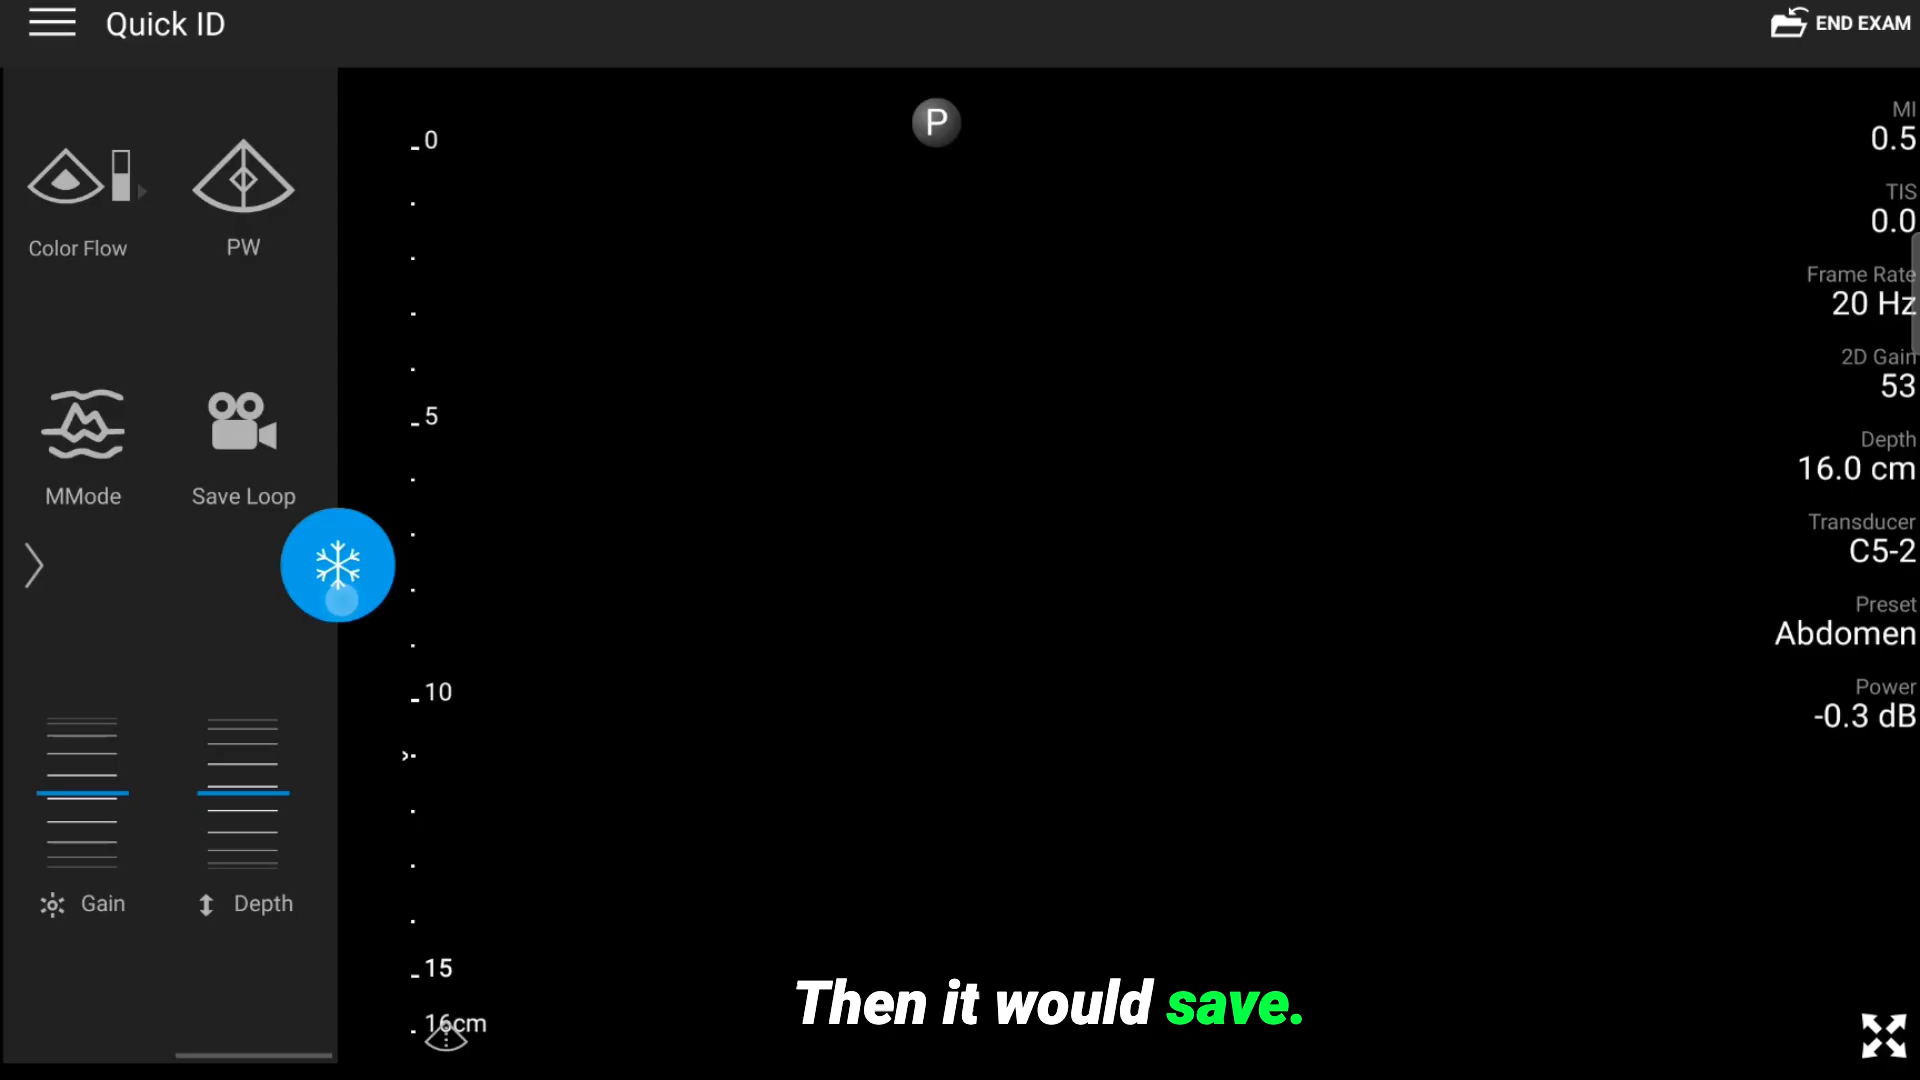 Quick ID
END EXAM
Color Flow
PW
MMode
Save Loop
Gain
Depth
0
5
10
15
16cm
P
MI
0.5
TIS
0.0
Frame Rate
20 Hz
2D Gain
53
Depth
16.0 cm
Transducer
C5-2
Preset
Abdomen
Power
-0.3 dB
Then it would save.